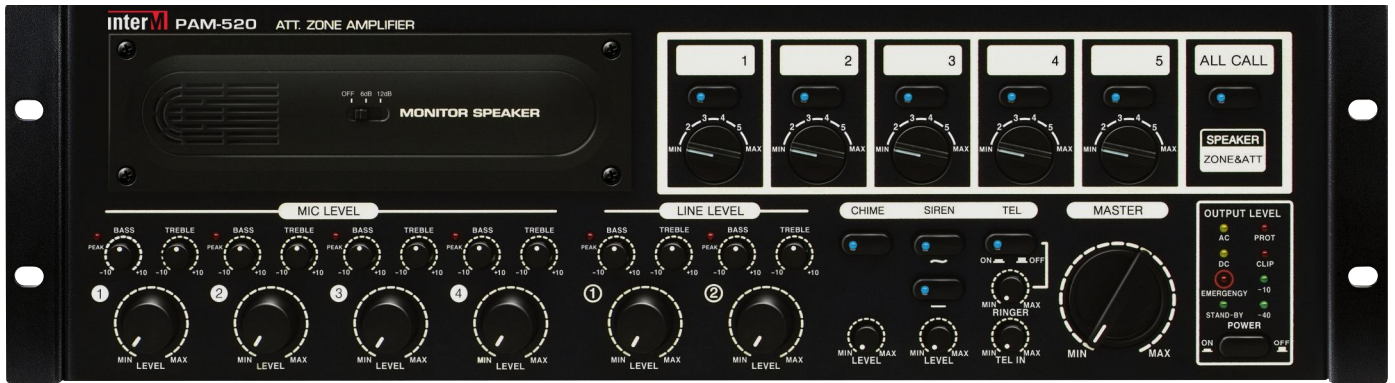 interM PAM-520 ATT. ZONE AMPLIFIER
OFF 6dB 12dB
MONITOR SPEAKER
1 2 3 4 5 ALL CALL
MIN 2 3 4 5 MAX MIN 2 3 4 5 MAX MIN 2 3 4 5 MAX MIN 2 3 4 5 MAX MIN 2 3 4 5 MAX
SPEAKER
ZONE&ATT
MIC LEVEL LINE LEVEL CHIME SIREN TEL MASTER
PEAK BASS TREBLE PEAK BASS TREBLE PEAK BASS TREBLE PEAK BASS TREBLE PEAK BASS TREBLE PEAK BASS TREBLE
-10 +10 -10 +10 -10 +10 -10 +10 -10 +10 -10 +10 -10 +10 -10 +10 -10 +10 -10 +10 -10 +10 -10 +10
1 2 3 4 1 2
MIN MAX MIN MAX MIN MAX MIN MAX MIN MAX MIN MAX
LEVEL LEVEL LEVEL LEVEL LEVEL LEVEL
~
—
ON OFF
MIN MAX
RINGER
MIN MAX MIN MAX MIN MAX
LEVEL LEVEL TEL IN
MIN MAX
OUTPUT LEVEL
AC PROT
DC CLIP
EMERGENGY -10
STAND-BY -40
POWER
ON OFF